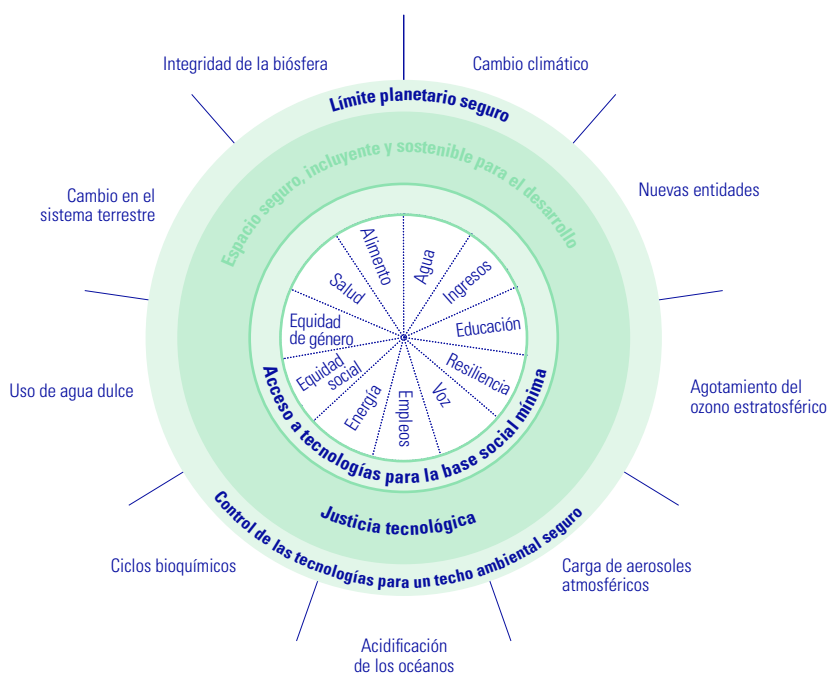 Integridad de la biósfera
Cambio climático
Límite planetario seguro
Espacio seguro, incluyente y sostenible para el desarrollo
Cambio en el
sistema terrestre
Nuevas entidades
Alimento
Agua
Salud
Ingresos
Equidad
de género
Educación
Equidad
social
Resiliencia
Energía
Empleos
Voz
Uso de agua dulce
Agotamiento del
ozono estratosférico
Acceso a tecnologías para la base social mínima
Justicia tecnológica
Control de las tecnologías para un techo ambiental seguro
Ciclos bioquímicos
Carga de aerosoles
atmosféricos
Acidificación
de los océanos